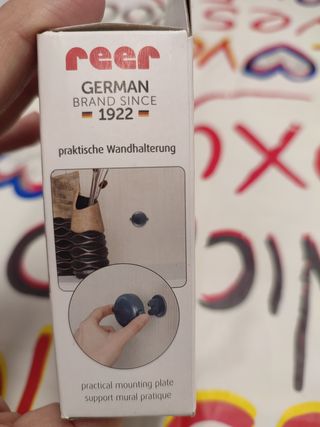 reer
GERMAN
BRAND SINCE
1922
praktische Wandhalterung
practical mounting plate
support mural pratique